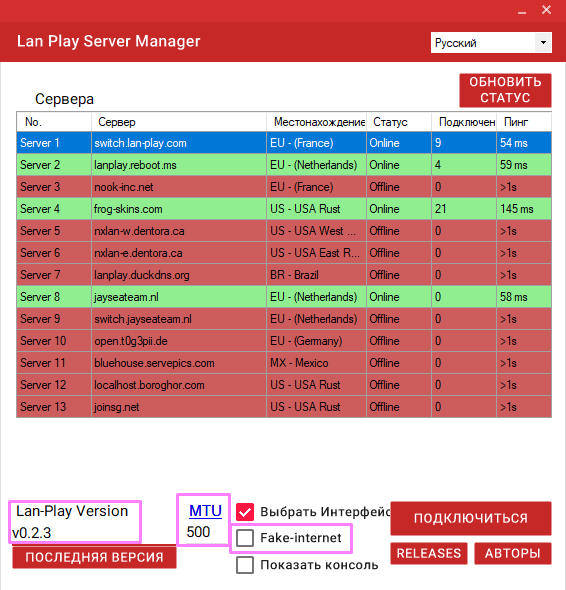 Lan Play Server Manager
Русский
ОБНОВИТЬ
СТАТУС
Сервера
No. Сервер Местонахождение Статус Подключен Пинг
Server 1 switch.lan-play.com EU - (France) Online 9 54 ms
Server 2 lanplay.reboot.ms EU - (Netherlands) Online 4 59 ms
Server 3 nook-inc.net EU - (France) Offline 0 >1s
Server 4 frog-skins.com US - USA Rust Online 21 145 ms
Server 5 nxlan-w.dentora.ca US - USA West ... Offline 0 >1s
Server 6 nxlan-e.dentora.ca US - USA East R... Offline 0 >1s
Server 7 lanplay.duckdns.org BR - Brazil Offline 0 >1s
Server 8 jayseateam.nl EU - (Netherlands) Online 0 58 ms
Server 9 switch.jayseateam.nl EU - (Netherlands) Offline 0 >1s
Server 10 open.t0g3pii.de EU - (Germany) Offline 0 >1s
Server 11 bluehouse.servepics.com MX - Mexico Offline 0 >1s
Server 12 localhost.boroghor.com US - USA Rust Offline 0 >1s
Server 13 joinsg.net US - USA Rust Offline 0 >1s
Lan-Play Version
v0.2.3
ПОСЛЕДНЯЯ ВЕРСИЯ
MTU
500
Выбрать Интерфейс
Fake-internet
Показать консоль
ПОДКЛЮЧИТЬСЯ
RELEASES АВТОРЫ